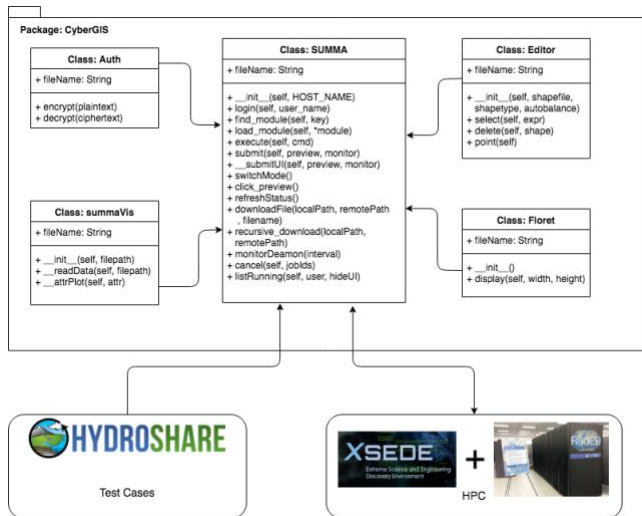 Package: CyberGIS
Class: Auth
+ fileName: String
+ encrypt(plaintext)
+ decrypt(ciphertext)
Class: summaVis
+ fileName: String
+ __init__(self, filepath)
+ __readData(self, filepath)
+ __attrPlot(self, attr)
Class: SUMMA
+ fileName: String
+ __init__(self, HOST_NAME)
+ login(self, user_name)
+ find_module(self, key)
+ load_module(self, *module)
+ execute(self, cmd)
+ submit(self, preview, monitor)
+ __submitUI(self, preview, monitor)
+ switchMode()
+ click_preview()
+ refreshStatus()
+ downloadFile(localPath, remotePath
, filename)
+ recursive_download(localPath,
remotePath)
+ monitorDeamon(interval)
+ cancel(self, jobIds)
+ listRunning(self, user, hideUI)
Class: Editor
+ fileName: String
+ __init__(self, shapefile,
shapetype, autobalance)
+ select(self, expr)
+ delete(self, shape)
+ point(self)
Class: Floret
+ fileName: String
+ __init__()
+ display(self, width, height)
HYDROSHARE
Test Cases
XSEDE
Extreme Science and Engineering
Discovery Environment
+
HPC